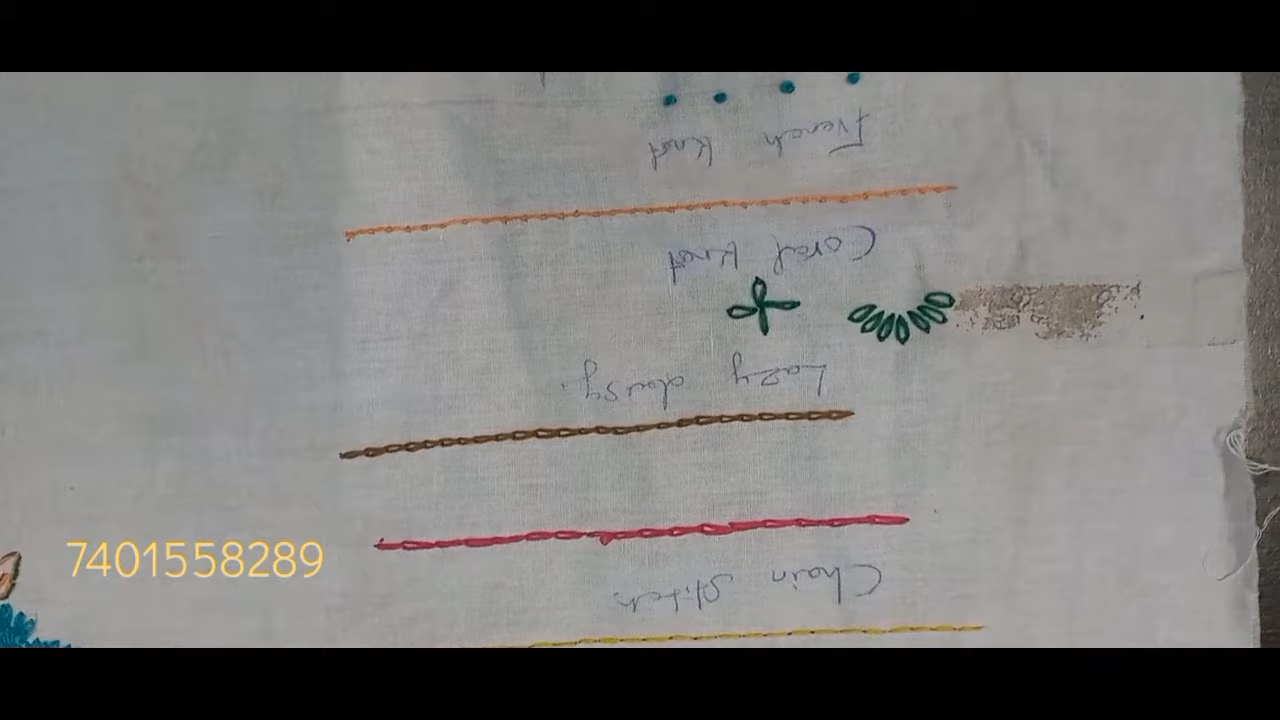 Chain Stitch.
Lazy daisy.
Coral Knot
French Knot
7401558289